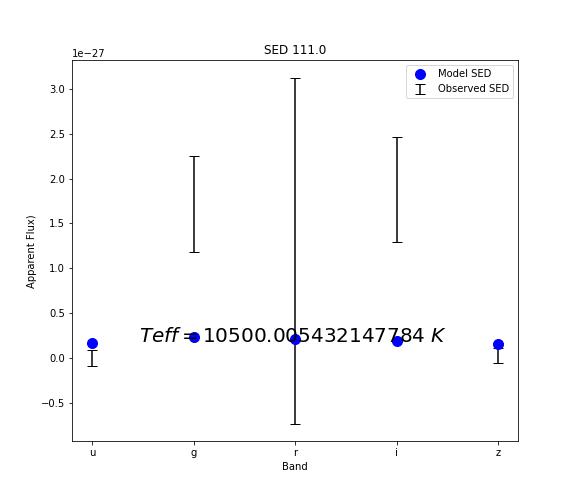 SED 111.0
1e−27
Model SED
Observed SED
3.0
2.5
2.0
1.5
1.0
0.5
0.0
−0.5
Apparent Flux)
Teff = 10500.005432147784 K
u g r i z
Band